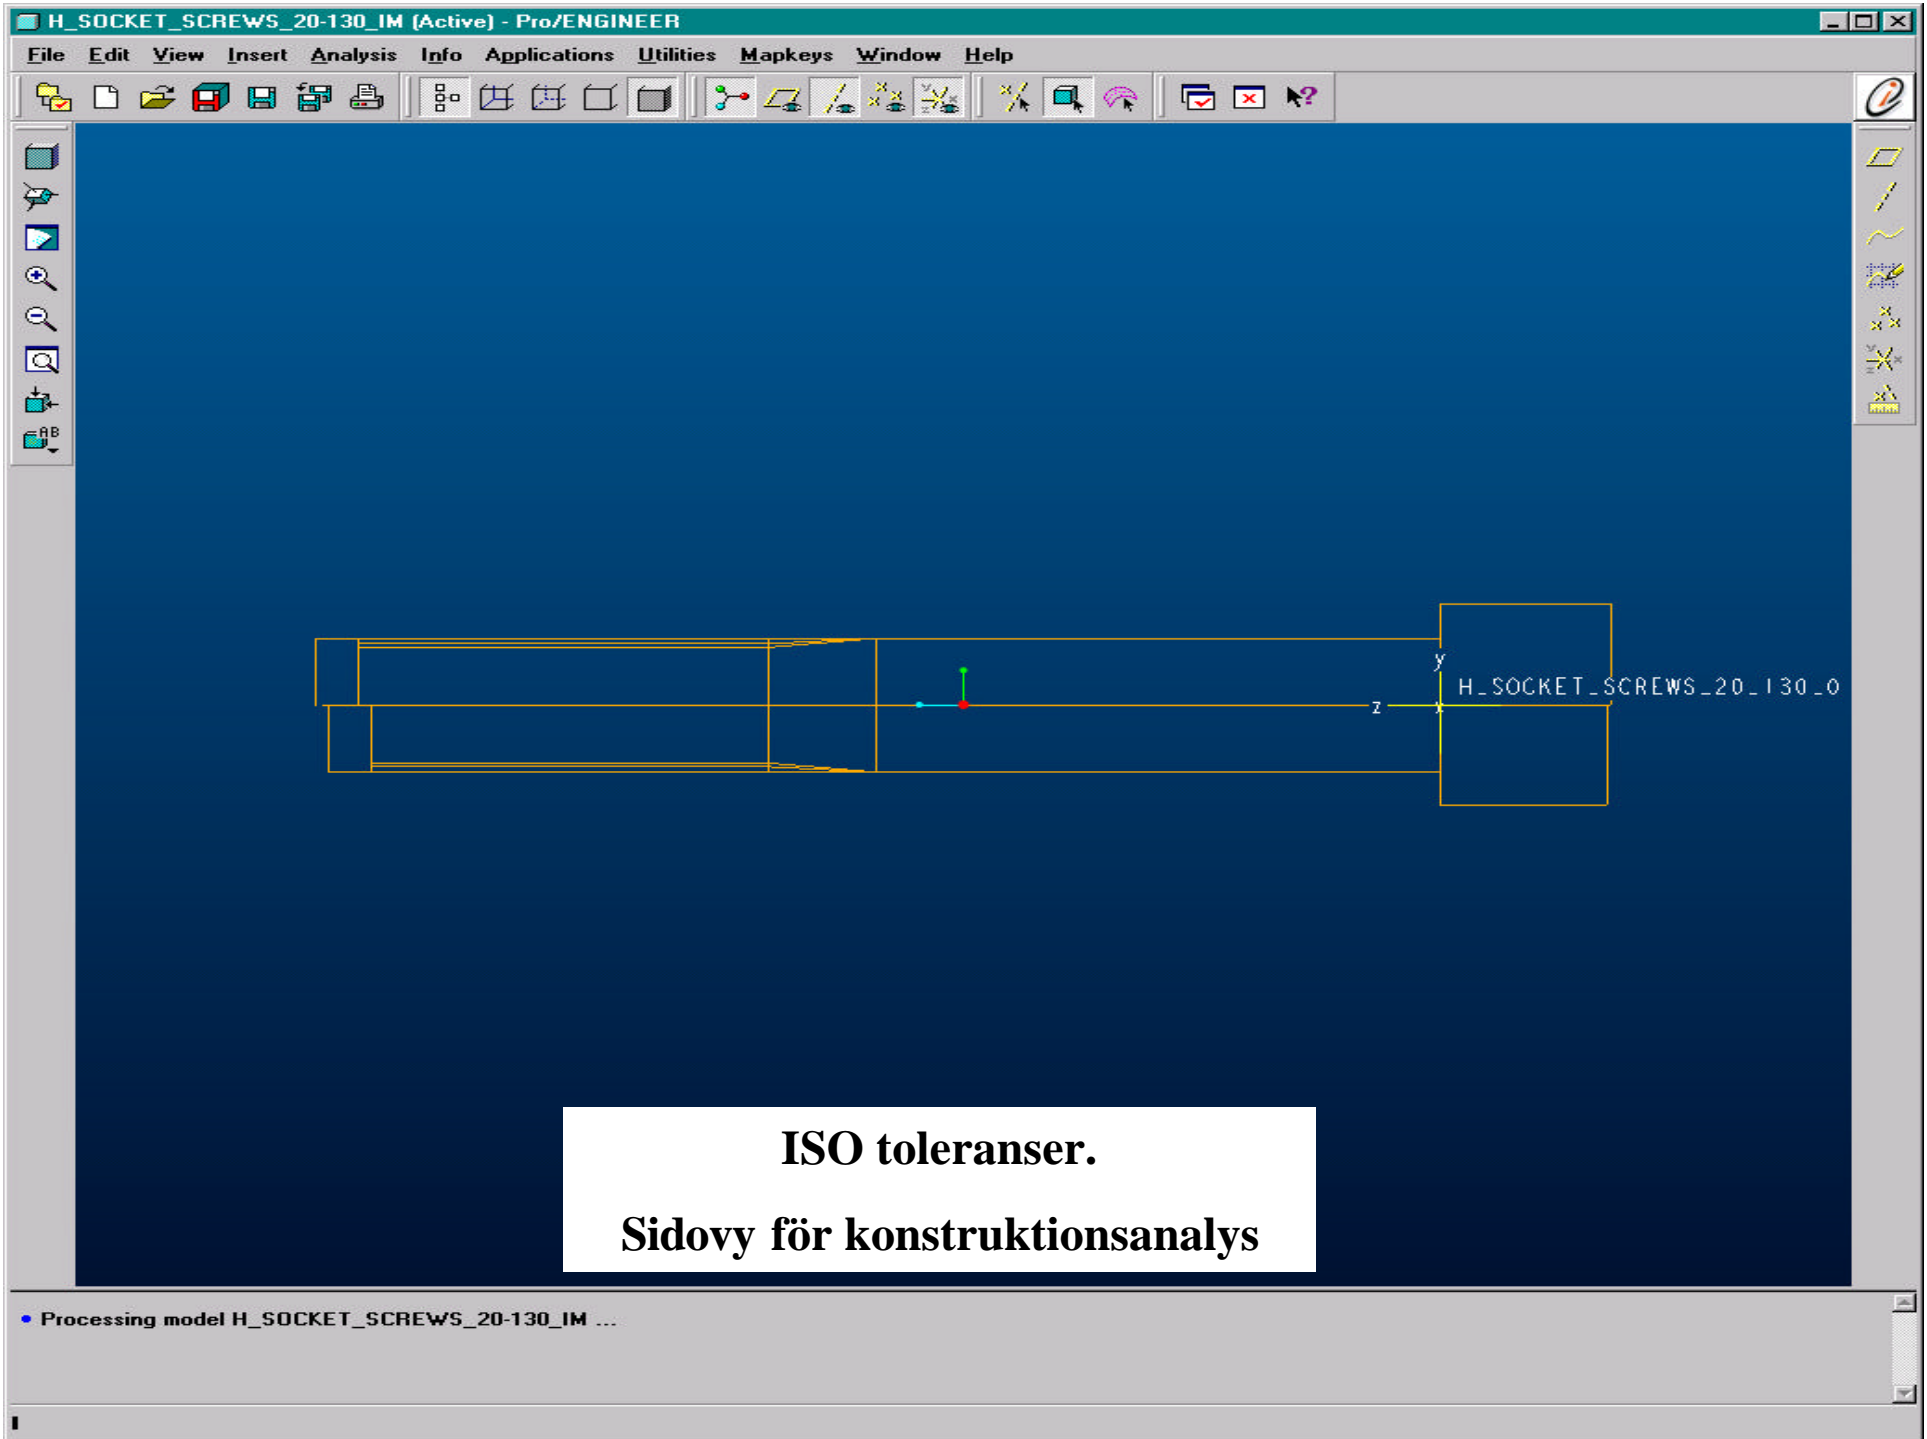 H_SOCKET_SCREWS_20-130_IM (Active) - Pro/ENGINEER
File Edit View Insert Analysis Info Applications Utilities Mapkeys Window Help
AB
y
H_SOCKET_SCREWS_20_130_0
z
x
ISO toleranser.
Sidovy för konstruktionsanalys
• Processing model H_SOCKET_SCREWS_20-130_IM ...